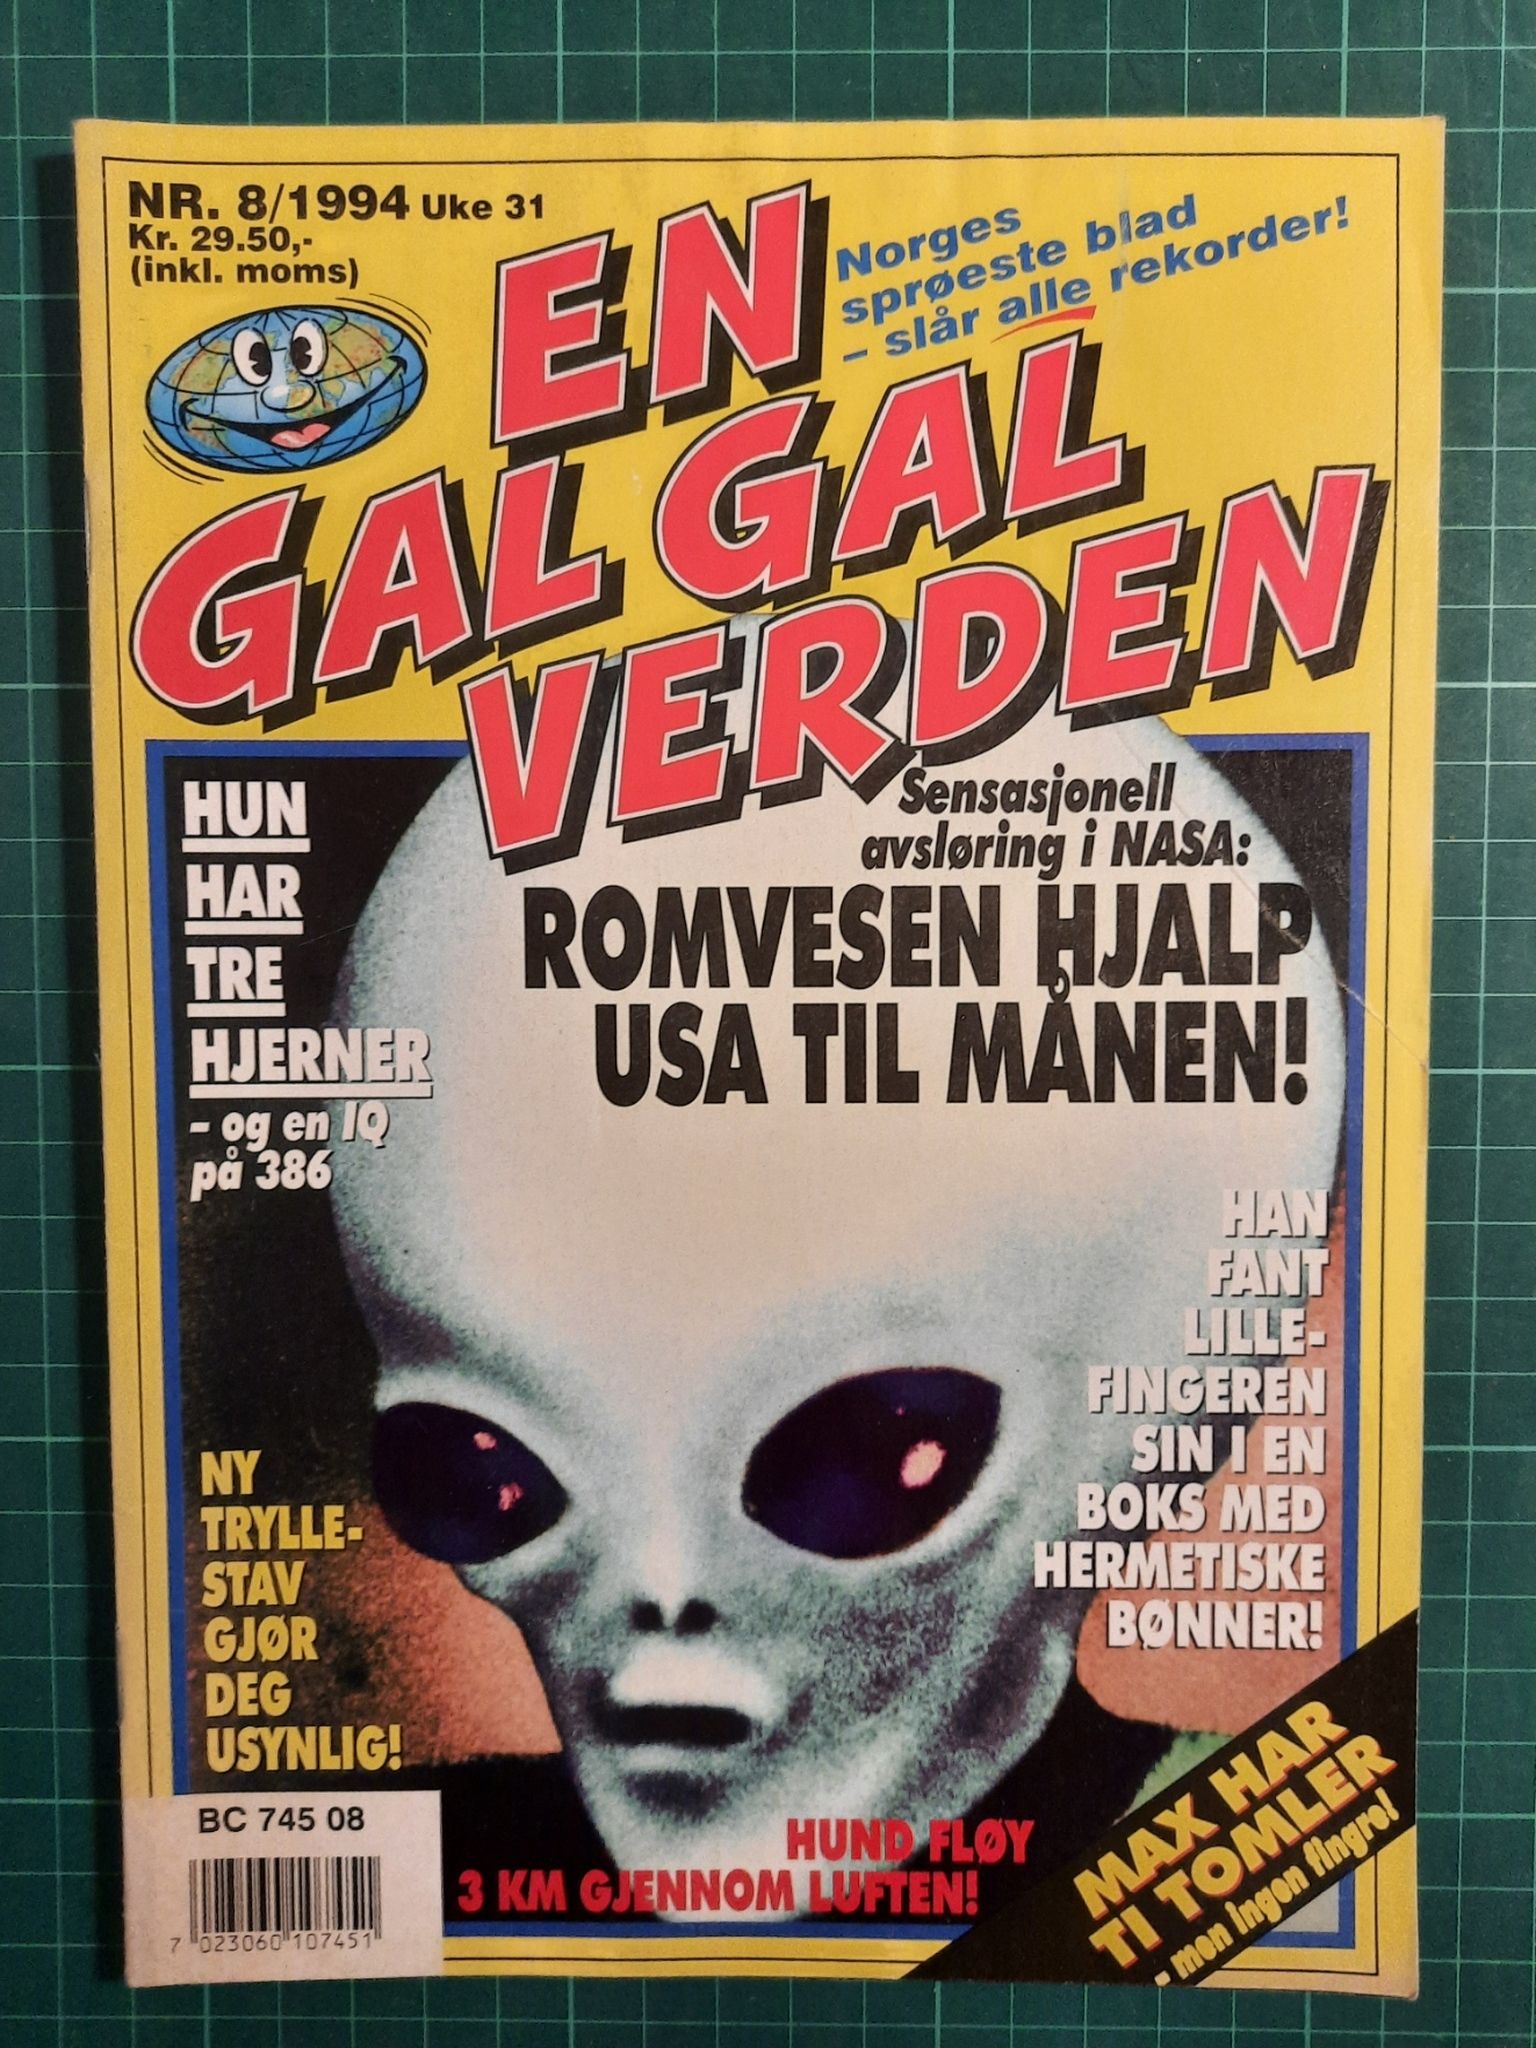 NR. 8/1994 Uke 31
Kr. 29.50,-
(inkl. moms)
Norges
sprøeste blad
- slår alle rekorder!
EN
GAL GAL
VERDEN
HUN
HAR
TRE
HJERNER
- og en IQ
på 386
Sensasjonell
avsløring i NASA:
ROMVESEN HJALP
USA TIL MÅNEN!
HAN
FANT
LILLE-
FINGEREN
SIN I EN
BOKS MED
HERMETISKE
BØNNER!
NY
TRYLLE-
STAV
GJØR
DEG
USYNLIG!
HUND FLØY
3 KM GJENNOM LUFTEN!
MAX HAR
TI TOMLER
- men ingen fingre!
BC 745 08
7 023060 107451